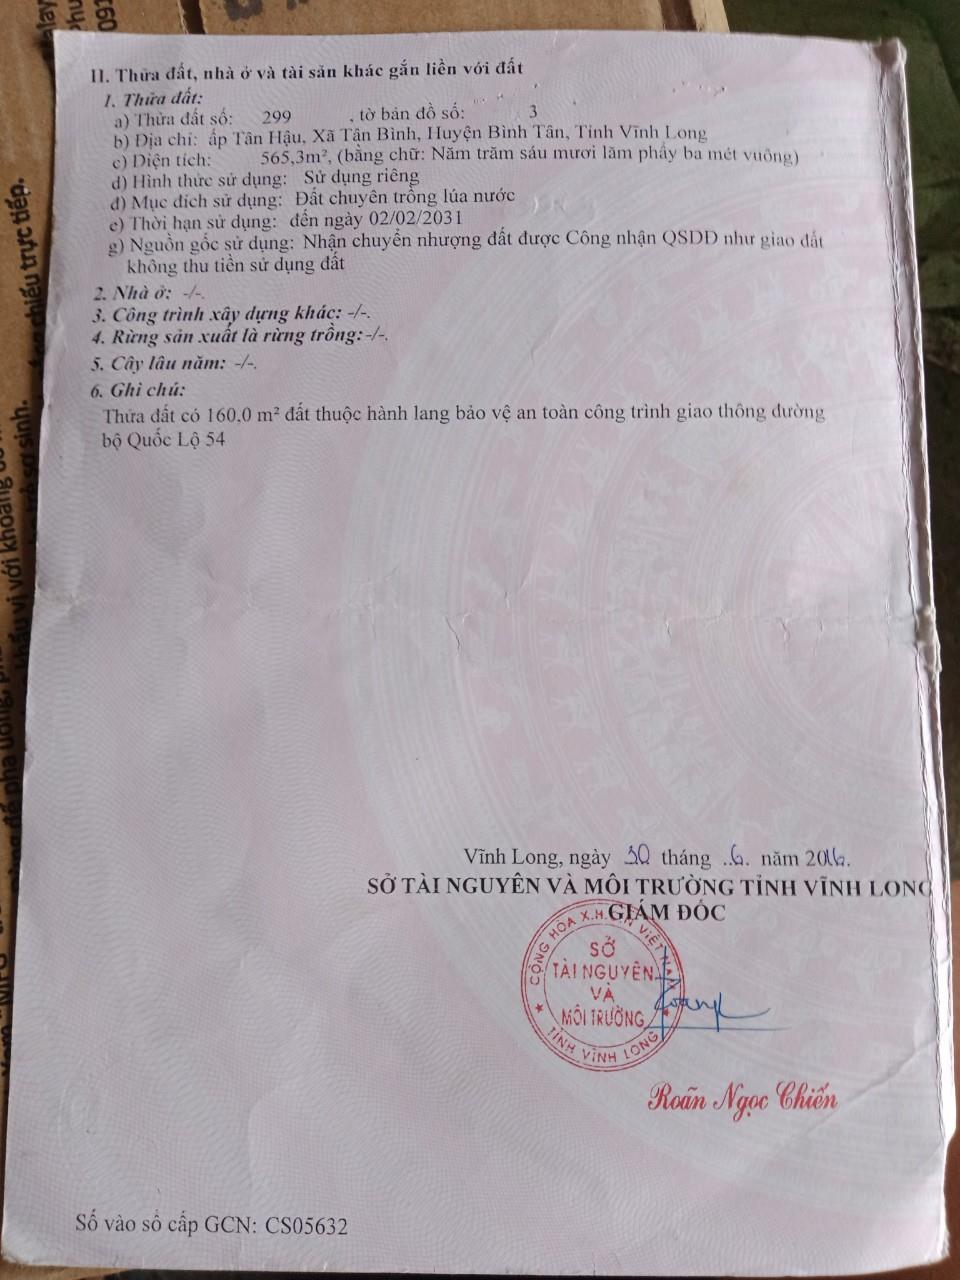 II. Thửa đất, nhà ở và tài sản khác gắn liền với đất
1. Thửa đất:
a) Thửa đất số: 299 , tờ bản đồ số: 3
b) Địa chỉ: ấp Tân Hậu, Xã Tân Bình, Huyện Bình Tân, Tỉnh Vĩnh Long
c) Diện tích: 565,3m², (bằng chữ: Năm trăm sáu mươi lăm phẩy ba mét vuông)
d) Hình thức sử dụng: Sử dụng riêng
đ) Mục đích sử dụng: Đất chuyên trồng lúa nước
e) Thời hạn sử dụng: đến ngày 02/02/2031
g) Nguồn gốc sử dụng: Nhận chuyển nhượng đất được Công nhận QSDĐ như giao đất
không thu tiền sử dụng đất
2. Nhà ở: -/-.
3. Công trình xây dựng khác: -/-.
4. Rừng sản xuất là rừng trồng: -/-.
5. Cây lâu năm: -/-.
6. Ghi chú:
Thửa đất có 160,0 m² đất thuộc hành lang bảo vệ an toàn công trình giao thông đường
bộ Quốc Lộ 54
Vĩnh Long, ngày 30 tháng .6. năm 2016.
SỞ TÀI NGUYÊN VÀ MÔI TRƯỜNG TỈNH VĨNH LONG
GIÁM ĐỐC
CỘNG HÒA X.H.C.N VIỆT NAM
SỞ
TÀI NGUYÊN
VÀ
MÔI TRƯỜNG
TỈNH VĨNH LONG
Roãn Ngọc Chiến
Số vào sổ cấp GCN: CS05632
chiếu trực tiếp.